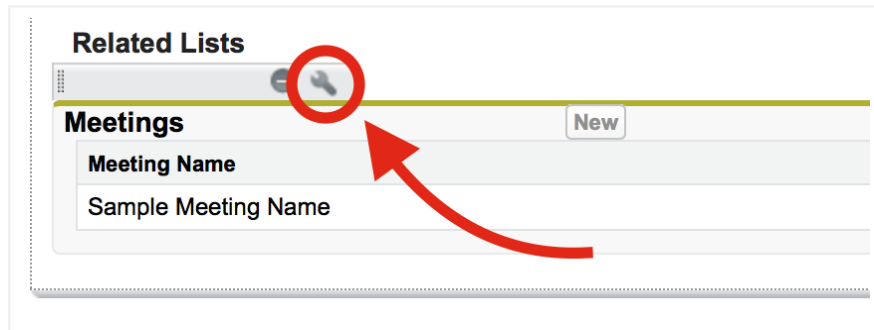 Related Lists
Meetings
New
Meeting Name
Sample Meeting Name